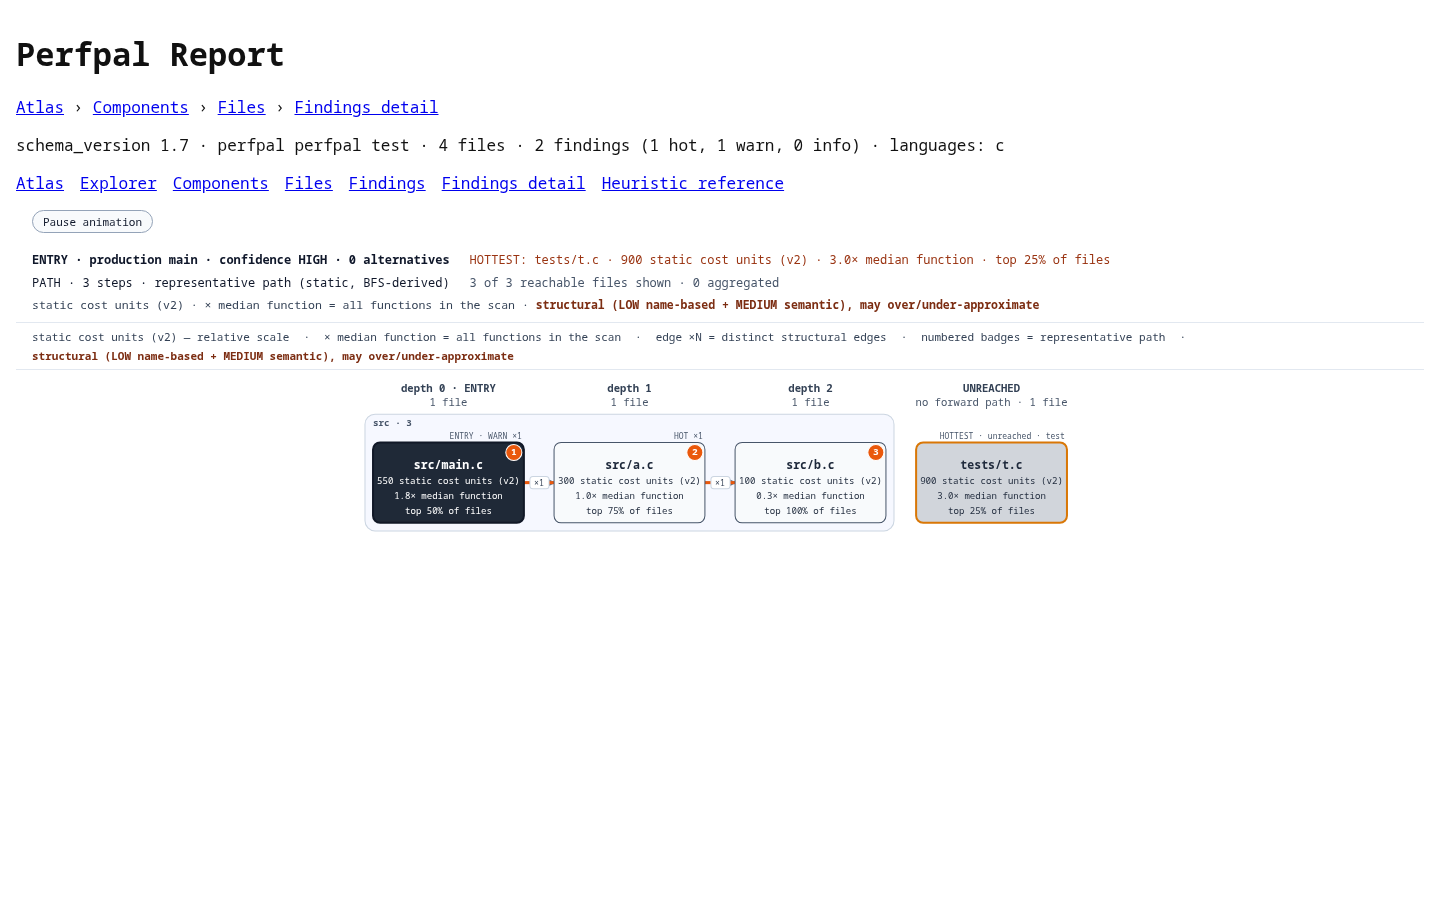 Perfpal Report
Atlas › Components › Files › Findings detail
schema_version 1.7 · perfpal perfpal test · 4 files · 2 findings (1 hot, 1 warn, 0 info) · languages: c
Atlas Explorer Components Files Findings Findings detail Heuristic reference
Pause animation
ENTRY · production main · confidence HIGH · 0 alternatives HOTTEST: tests/t.c · 900 static cost units (v2) · 3.0× median function · top 25% of files
PATH · 3 steps · representative path (static, BFS-derived) 3 of 3 reachable files shown · 0 aggregated
static cost units (v2) · × median function = all functions in the scan · structural (LOW name-based + MEDIUM semantic), may over/under-approximate
static cost units (v2) — relative scale · × median function = all functions in the scan · edge ×N = distinct structural edges · numbered badges = representative path ·
structural (LOW name-based + MEDIUM semantic), may over/under-approximate
depth 0 · ENTRY
1 file
depth 1
1 file
depth 2
1 file
UNREACHED
no forward path · 1 file
src · 3
ENTRY · WARN ×1
1
src/main.c
550 static cost units (v2)
1.8× median function
top 50% of files
×1
HOT ×1
2
src/a.c
300 static cost units (v2)
1.0× median function
top 75% of files
×1
3
src/b.c
100 static cost units (v2)
0.3× median function
top 100% of files
HOTTEST · unreached · test
tests/t.c
900 static cost units (v2)
3.0× median function
top 25% of files